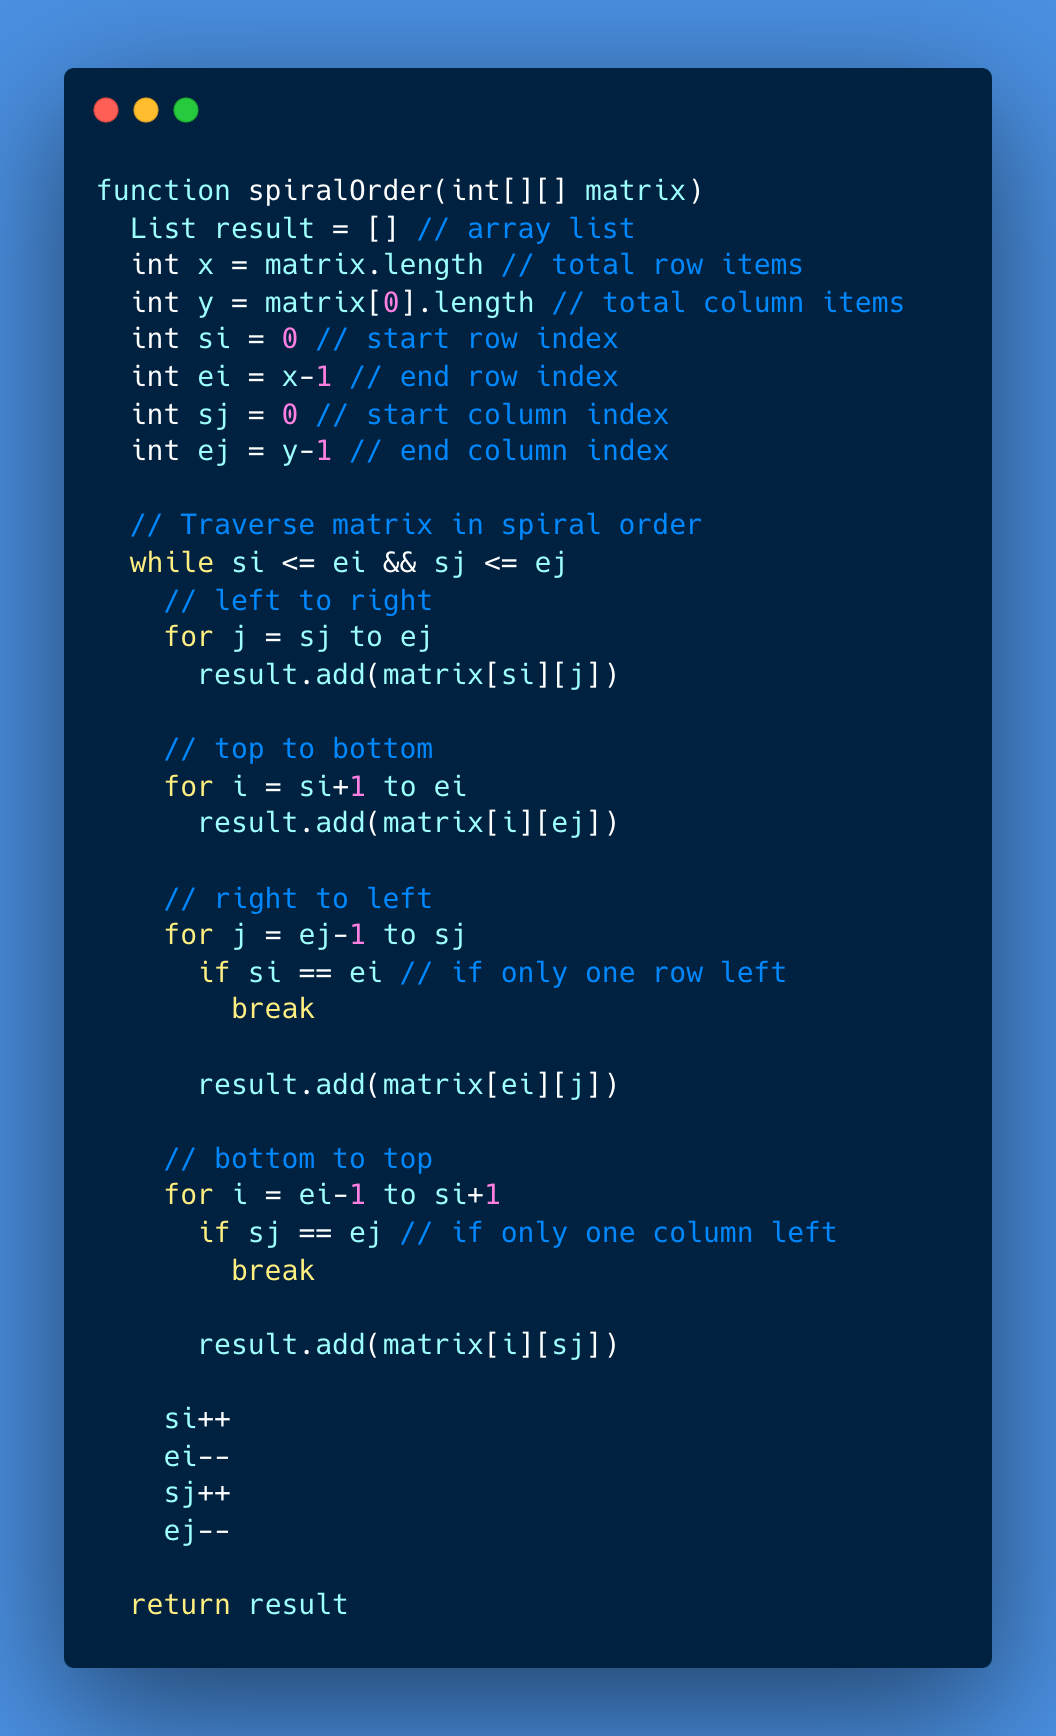 function spiralOrder(int[][] matrix)
  List result = [] // array list
  int x = matrix.length // total row items
  int y = matrix[0].length // total column items
  int si = 0 // start row index
  int ei = x-1 // end row index
  int sj = 0 // start column index
  int ej = y-1 // end column index

  // Traverse matrix in spiral order
  while si <= ei && sj <= ej
    // left to right
    for j = sj to ej
      result.add(matrix[si][j])

    // top to bottom
    for i = si+1 to ei
      result.add(matrix[i][ej])

    // right to left
    for j = ej-1 to sj
      if si == ei // if only one row left
        break

      result.add(matrix[ei][j])

    // bottom to top
    for i = ei-1 to si+1
      if sj == ej // if only one column left
        break

      result.add(matrix[i][sj])

    si++
    ei--
    sj++
    ej--

  return result